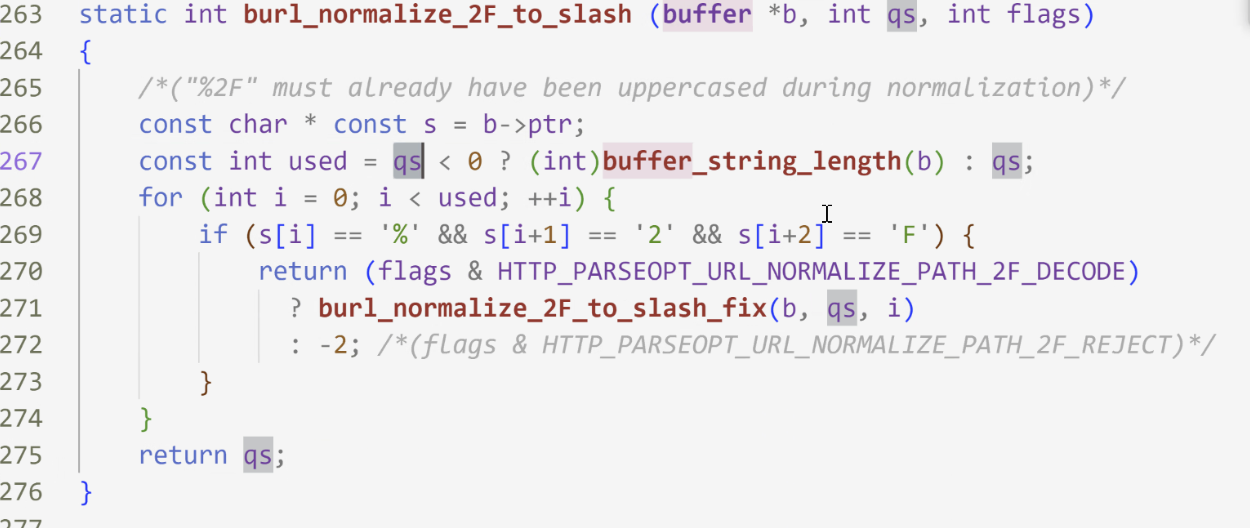 263 static int burl_normalize_2F_to_slash (buffer *b, int qs, int flags)
264 {
265     /*("%2F" must already have been uppercased during normalization)*/
266     const char * const s = b->ptr;
267     const int used = qs < 0 ? (int)buffer_string_length(b) : qs;
268     for (int i = 0; i < used; ++i) {
269         if (s[i] == '%' && s[i+1] == '2' && s[i+2] == 'F') {
270             return (flags & HTTP_PARSEOPT_URL_NORMALIZE_PATH_2F_DECODE)
271               ? burl_normalize_2F_to_slash_fix(b, qs, i)
272               : -2; /*(flags & HTTP_PARSEOPT_URL_NORMALIZE_PATH_2F_REJECT)*/
273         }
274     }
275     return qs;
276 }
277